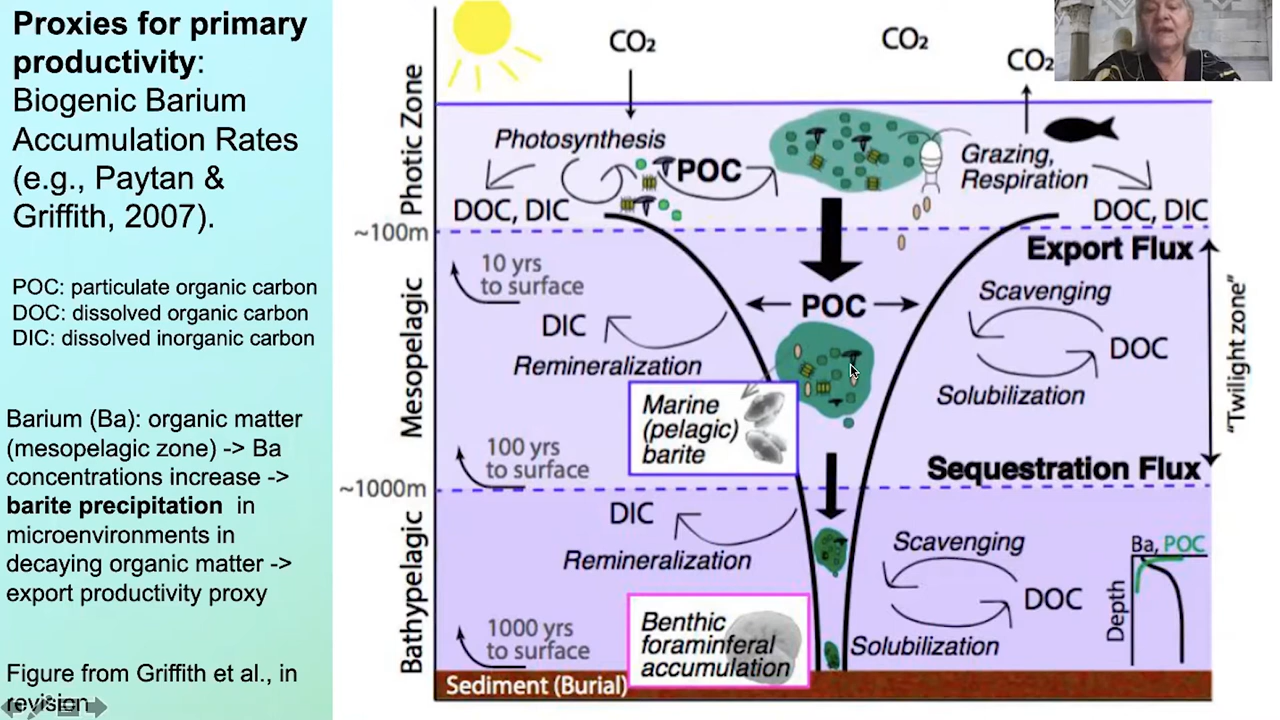 Proxies for primary
productivity:
Biogenic Barium
Accumulation Rates
(e.g., Paytan &
Griffith, 2007).
POC: particulate organic carbon
DOC: dissolved organic carbon
DIC: dissolved inorganic carbon
Barium (Ba): organic matter
(mesopelagic zone) -> Ba
concentrations increase ->
barite precipitation in
microenvironments in
decaying organic matter ->
export productivity proxy
Figure from Griffith et al., in
revision
CO₂
CO₂
CO₂
Photic Zone
Photosynthesis
POC
Grazing,
Respiration
DOC, DIC
DOC, DIC
~100m
Export Flux
Mesopelagic
10 yrs
to surface
POC
Scavenging
DIC
DOC
Remineralization
Solubilization
"Twilight zone"
Marine
(pelagic)
barite
100 yrs
to surface
Sequestration Flux
~1000m
Bathypelagic
DIC
Remineralization
Scavenging
DOC
Solubilization
Ba, POC
Depth
1000 yrs
to surface
Benthic
foraminferal
accumulation
Sediment (Burial)